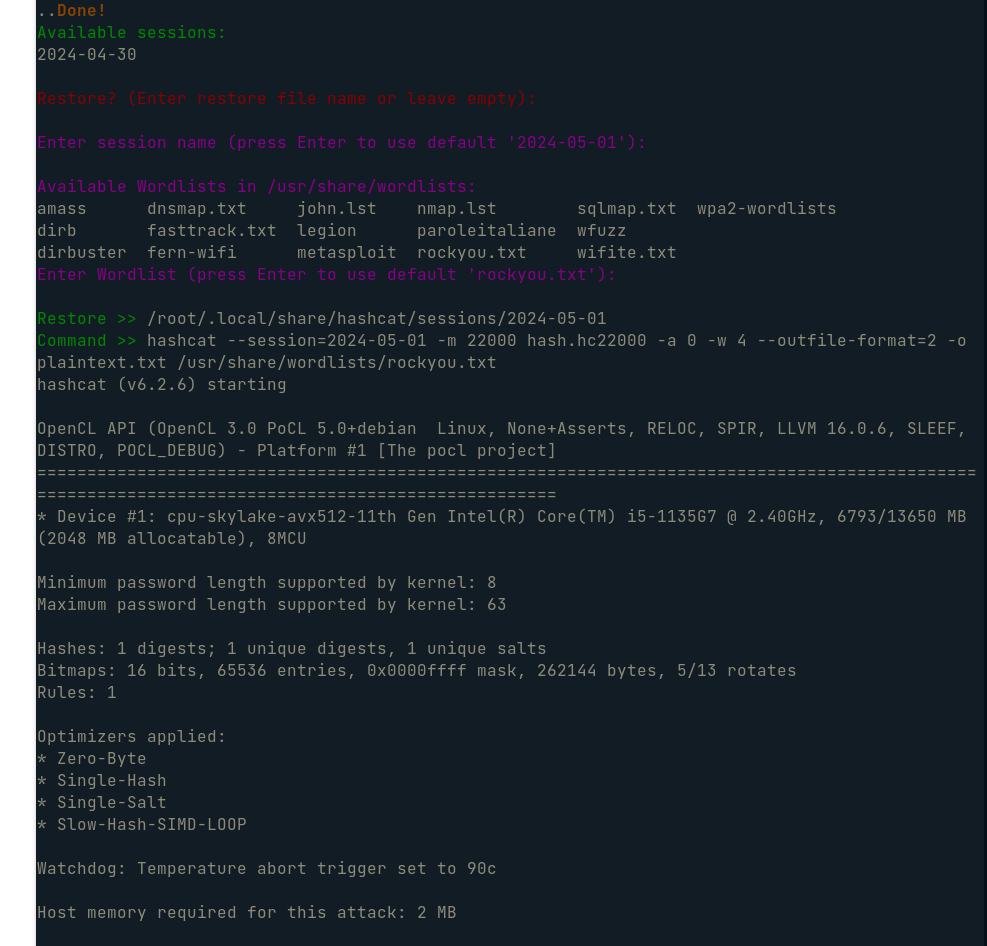 ..Done!
Available sessions:
2024-04-30
Restore? (Enter restore file name or leave empty):
Enter session name (press Enter to use default '2024-05-01'):
Available Wordlists in /usr/share/wordlists:
amass      dnsmap.txt     john.lst    nmap.lst        sqlmap.txt  wpa2-wordlists
dirb       fasttrack.txt  legion      paroleitaliane  wfuzz
dirbuster  fern-wifi      metasploit  rockyou.txt     wifite.txt
Enter Wordlist (press Enter to use default 'rockyou.txt'):
Restore >> /root/.local/share/hashcat/sessions/2024-05-01
Command >> hashcat --session=2024-05-01 -m 22000 hash.hc22000 -a 0 -w 4 --outfile-format=2 -o
plaintext.txt /usr/share/wordlists/rockyou.txt
hashcat (v6.2.6) starting
OpenCL API (OpenCL 3.0 PoCL 5.0+debian  Linux, None+Asserts, RELOC, SPIR, LLVM 16.0.6, SLEEF,
DISTRO, POCL_DEBUG) - Platform #1 [The pocl project]
==============================================================================================
====================================================
* Device #1: cpu-skylake-avx512-11th Gen Intel(R) Core(TM) i5-1135G7 @ 2.40GHz, 6793/13650 MB
(2048 MB allocatable), 8MCU
Minimum password length supported by kernel: 8
Maximum password length supported by kernel: 63
Hashes: 1 digests; 1 unique digests, 1 unique salts
Bitmaps: 16 bits, 65536 entries, 0x0000ffff mask, 262144 bytes, 5/13 rotates
Rules: 1
Optimizers applied:
* Zero-Byte
* Single-Hash
* Single-Salt
* Slow-Hash-SIMD-LOOP
Watchdog: Temperature abort trigger set to 90c
Host memory required for this attack: 2 MB